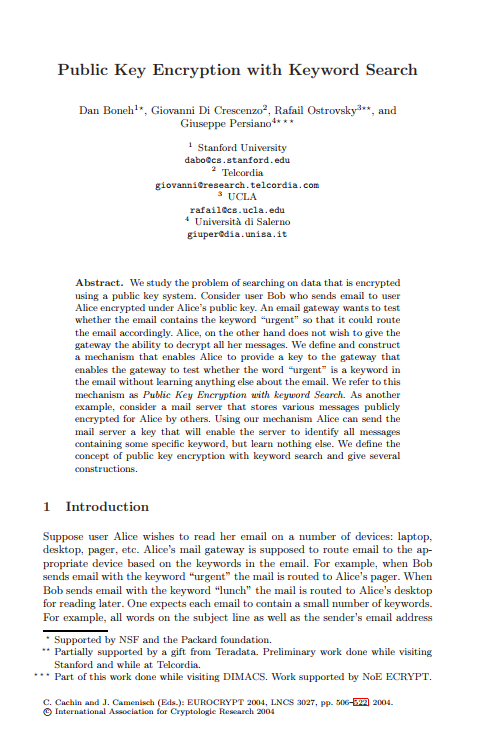 Public Key Encryption with Keyword Search
Dan Boneh1⋆, Giovanni Di Crescenzo2, Rafail Ostrovsky3⋆⋆, and
Giuseppe Persiano4⋆⋆⋆
1 Stanford University
dabo@cs.stanford.edu
2 Telcordia
giovanni@research.telcordia.com
3 UCLA
rafail@cs.ucla.edu
4 Università di Salerno
giuper@dia.unisa.it
Abstract. We study the problem of searching on data that is encrypted
using a public key system. Consider user Bob who sends email to user
Alice encrypted under Alice's public key. An email gateway wants to test
whether the email contains the keyword “urgent” so that it could route
the email accordingly. Alice, on the other hand does not wish to give the
gateway the ability to decrypt all her messages. We define and construct
a mechanism that enables Alice to provide a key to the gateway that
enables the gateway to test whether the word “urgent” is a keyword in
the email without learning anything else about the email. We refer to this
mechanism as Public Key Encryption with keyword Search. As another
example, consider a mail server that stores various messages publicly
encrypted for Alice by others. Using our mechanism Alice can send the
mail server a key that will enable the server to identify all messages
containing some specific keyword, but learn nothing else. We define the
concept of public key encryption with keyword search and give several
constructions.
1 Introduction
Suppose user Alice wishes to read her email on a number of devices: laptop,
desktop, pager, etc. Alice's mail gateway is supposed to route email to the ap-
propriate device based on the keywords in the email. For example, when Bob
sends email with the keyword “urgent” the mail is routed to Alice's pager. When
Bob sends email with the keyword “lunch” the mail is routed to Alice's desktop
for reading later. One expects each email to contain a small number of keywords.
For example, all words on the subject line as well as the sender's email address
⋆ Supported by NSF and the Packard foundation.
⋆⋆ Partially supported by a gift from Teradata. Preliminary work done while visiting
Stanford and while at Telcordia.
⋆⋆⋆ Part of this work done while visiting DIMACS. Work supported by NoE ECRYPT.
C. Cachin and J. Camenisch (Eds.): EUROCRYPT 2004, LNCS 3027, pp. 506–522, 2004.
© International Association for Cryptologic Research 2004